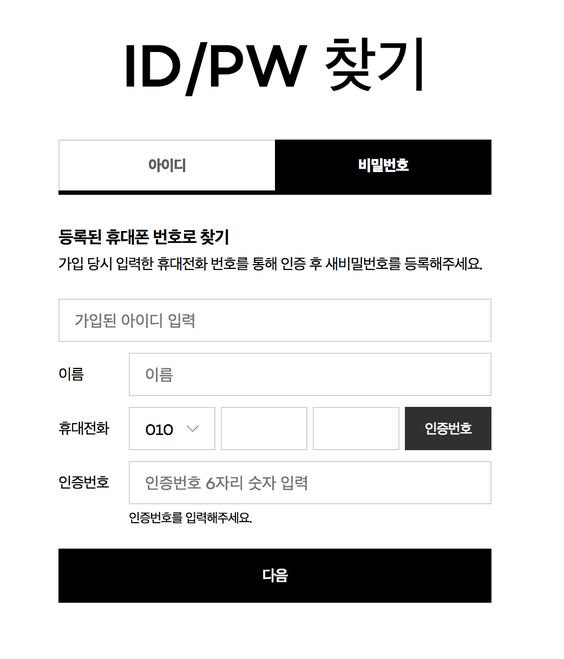 ID/PW 찾기
아이디 비밀번호
등록된 휴대폰 번호로 찾기
가입 당시 입력한 휴대전화 번호를 통해 인증 후 새비밀번호를 등록해주세요.
가입된 아이디 입력
이름 이름
휴대전화 010 인증번호
인증번호 인증번호 6자리 숫자 입력
인증번호를 입력해주세요.
다음